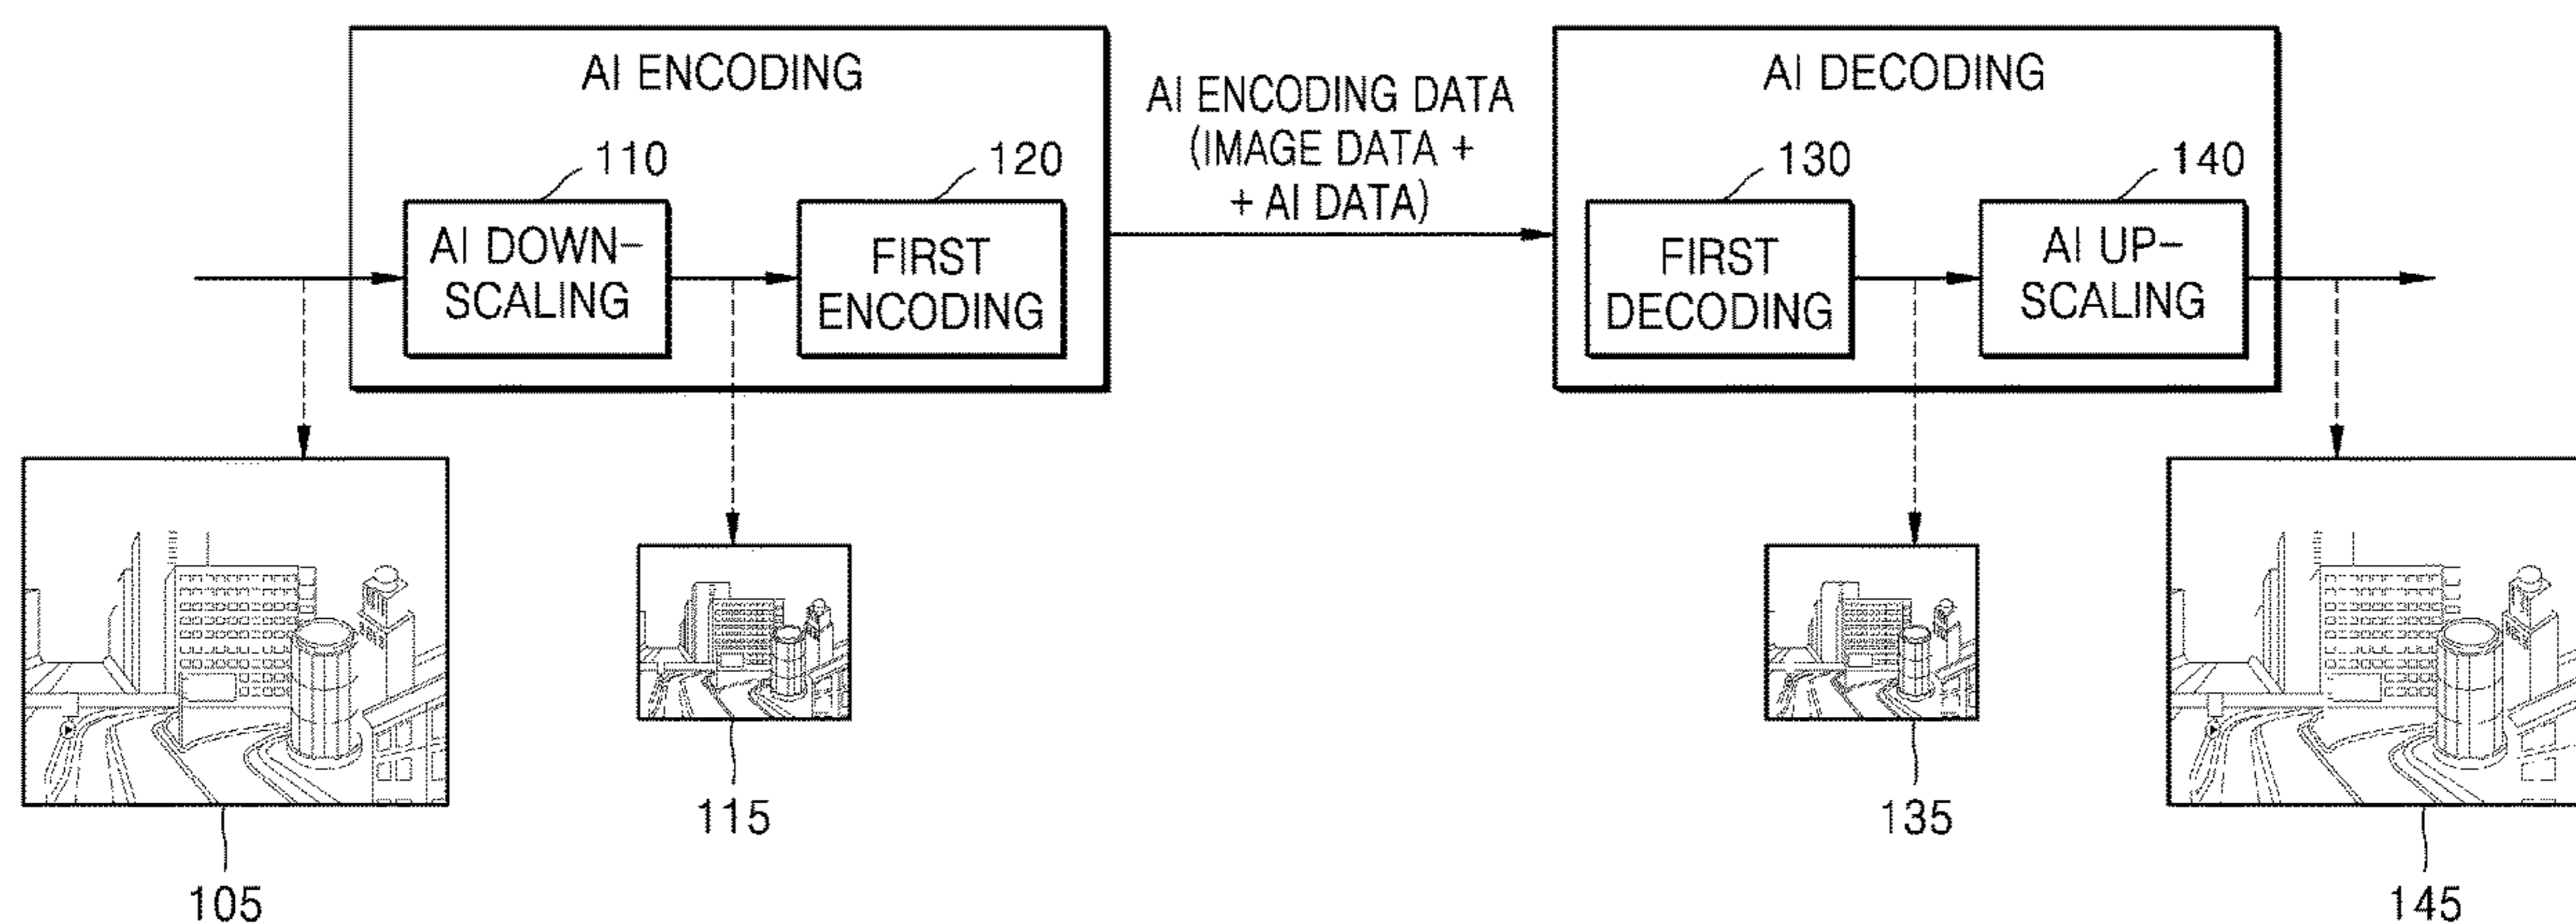 AI ENCODING
110
AI DOWN-
SCALING
120
FIRST
ENCODING
AI ENCODING DATA
(IMAGE DATA +
+ AI DATA)
AI DECODING
130
FIRST
DECODING
140
AI UP-
SCALING
105
115
135
145